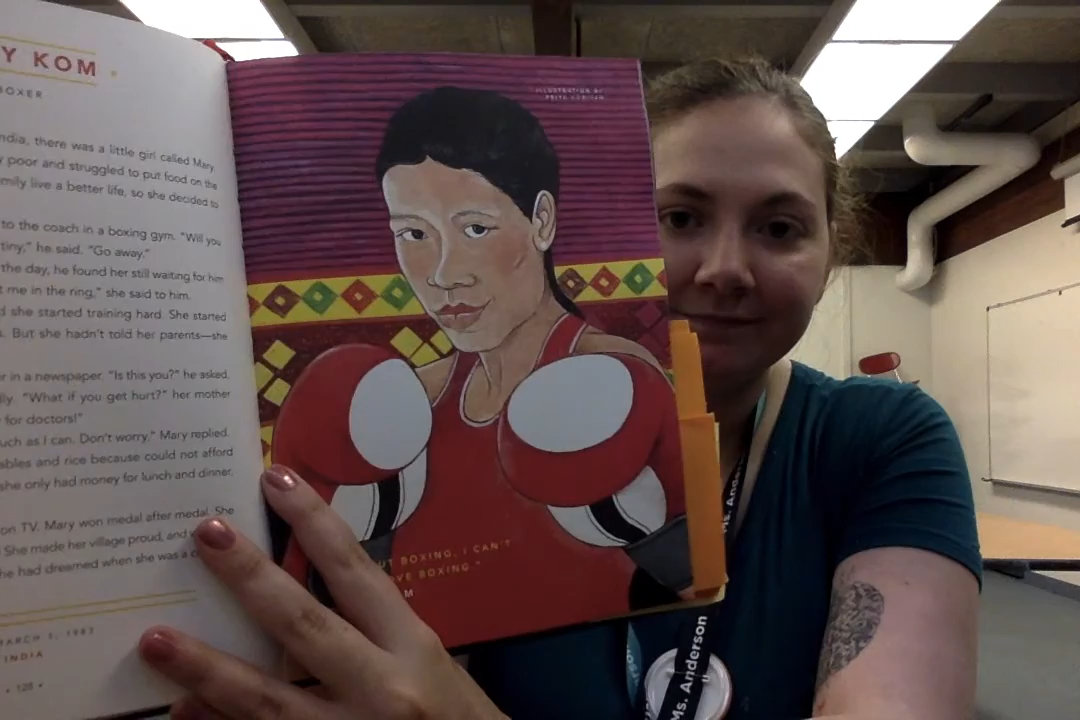 Y KOM
BOXER
ndia, there was a little girl called Mary
y poor and struggled to put food on the
mily live a better life, so she decided to
to the coach in a boxing gym. "Will you
tiny," he said. "Go away."
the day, he found her still waiting for him
t me in the ring," she said to him.
d she started training hard. She started
s. But she hadn't told her parents—she
r in a newspaper. "Is this you?" he asked.
lly. "What if you get hurt?" her mother
for doctors!"
uch as I can. Don't worry," Mary replied.
ables and rice because could not afford
she only had money for lunch and dinner.
on TV. Mary won medal after medal. She
She made her village proud, and
he had dreamed when she was a
MARCH 1, 1983
INDIA
• 128 •
ILLUSTRATION BY
PRIYA KURIYAN
UT BOXING. I CAN'T
VE BOXING."
M
Ms. An
Ms. Anderson